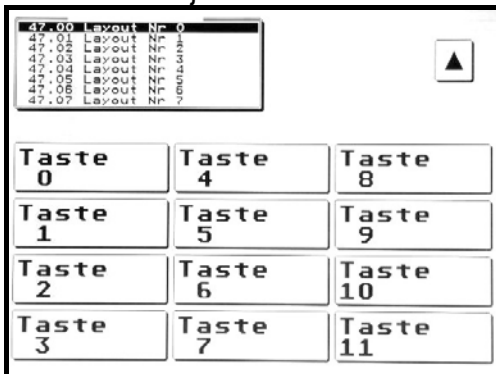 47.00 Layout Nr 0
47.01 Layout Nr 1
47.02 Layout Nr 2
47.03 Layout Nr 3
47.04 Layout Nr 4
47.05 Layout Nr 5
47.06 Layout Nr 6
47.07 Layout Nr 7
Taste
0
Taste
4
Taste
8
Taste
1
Taste
5
Taste
9
Taste
2
Taste
6
Taste
10
Taste
3
Taste
7
Taste
11